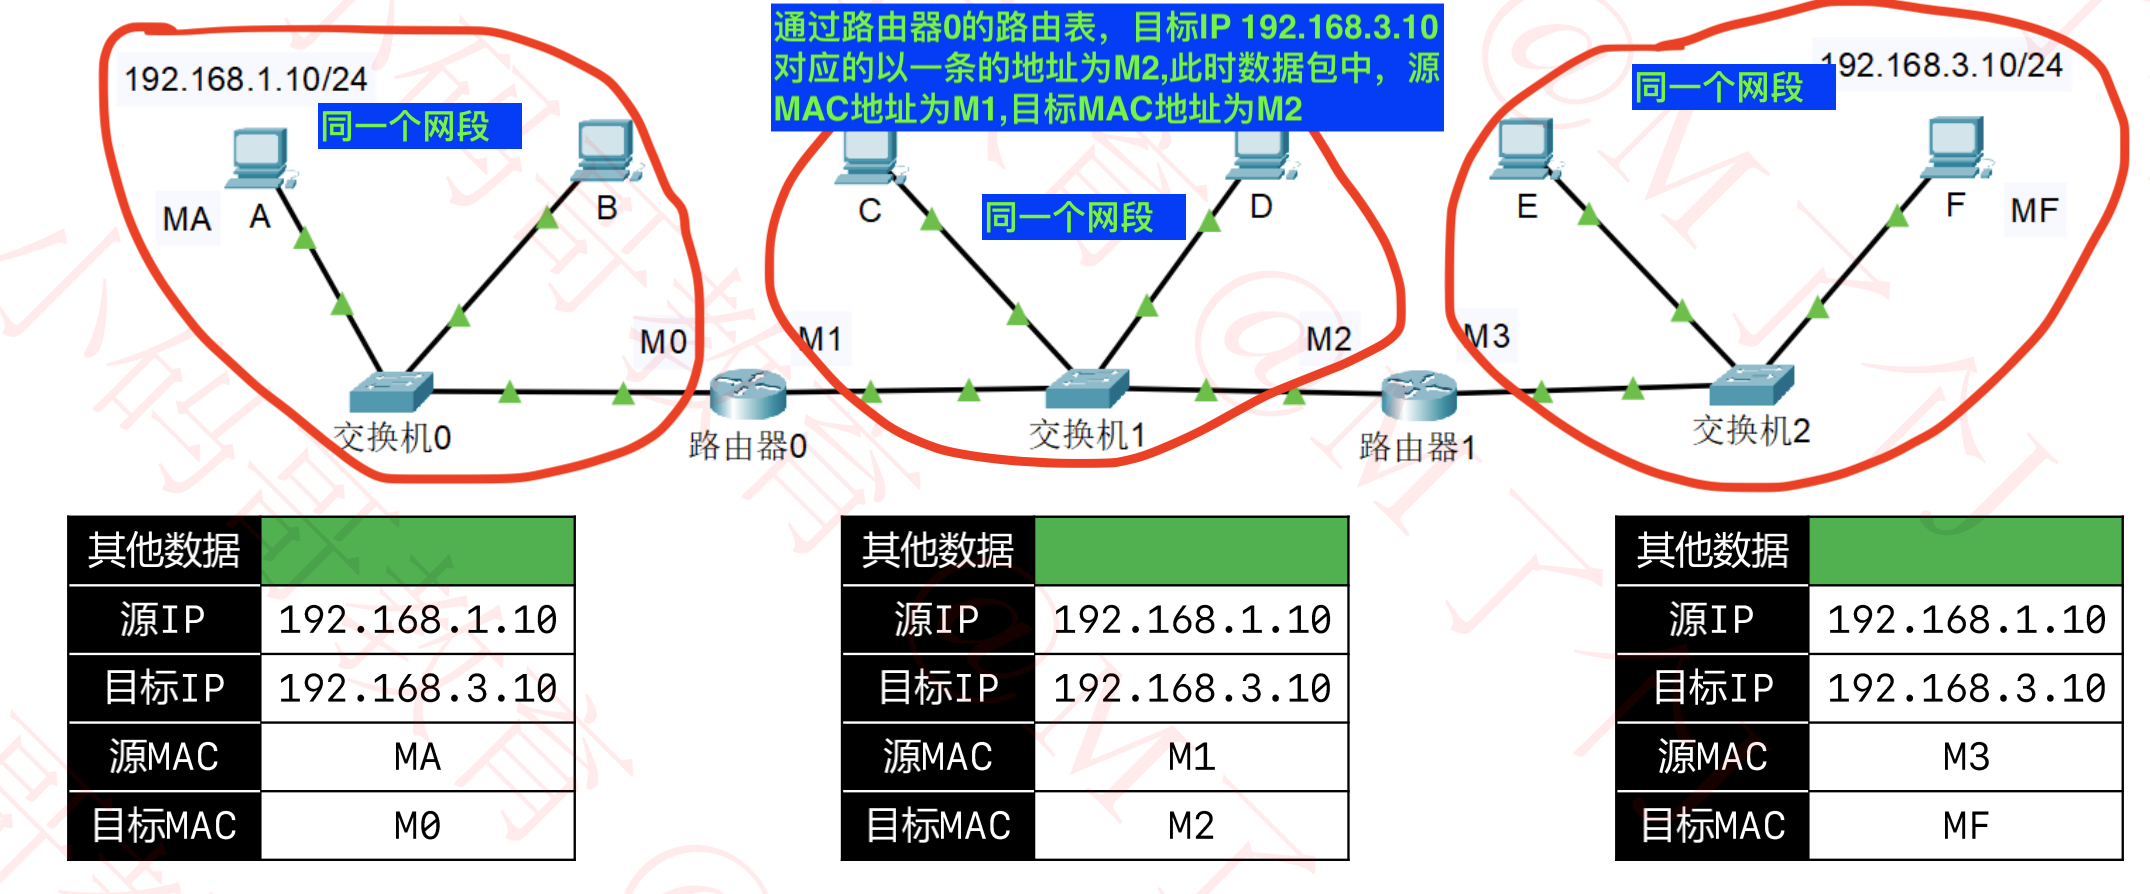 通过路由器0的路由表，目标IP 192.168.3.10
对应的以一条的地址为M2,此时数据包中，源
MAC地址为M1,目标MAC地址为M2
192.168.1.10/24
同一个网段
192.168.3.10/24
同一个网段
MA
A
B
C
同一个网段
D
E
F
MF
M0
M1
M2
M3
交换机0
路由器0
交换机1
路由器1
交换机2
其他数据
源IP 192.168.1.10
目标IP 192.168.3.10
源MAC MA
目标MAC M0
其他数据
源IP 192.168.1.10
目标IP 192.168.3.10
源MAC M1
目标MAC M2
其他数据
源IP 192.168.1.10
目标IP 192.168.3.10
源MAC M3
目标MAC MF
小码哥教育
@M了个J